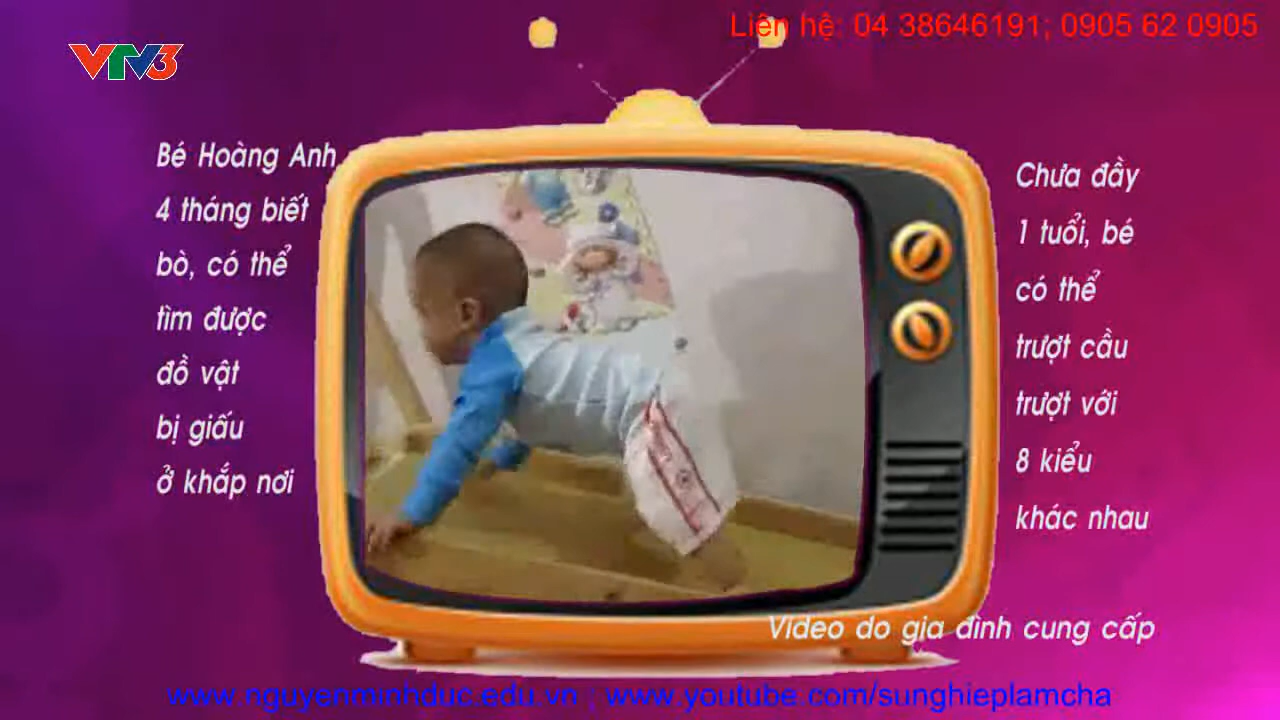 Liên hệ: 04 38646191; 0905 62 0905
VTV3
Bé Hoàng Anh
4 tháng biết
bò, có thể
tìm được
đồ vật
bị giấu
ở khắp nơi
Chưa đầy
1 tuổi, bé
có thể
trượt cầu
trượt với
8 kiểu
khác nhau
Video do gia đình cung cấp
www.nguyenminhduc.edu.vn ; www.youtube.com/sunghieplamcha